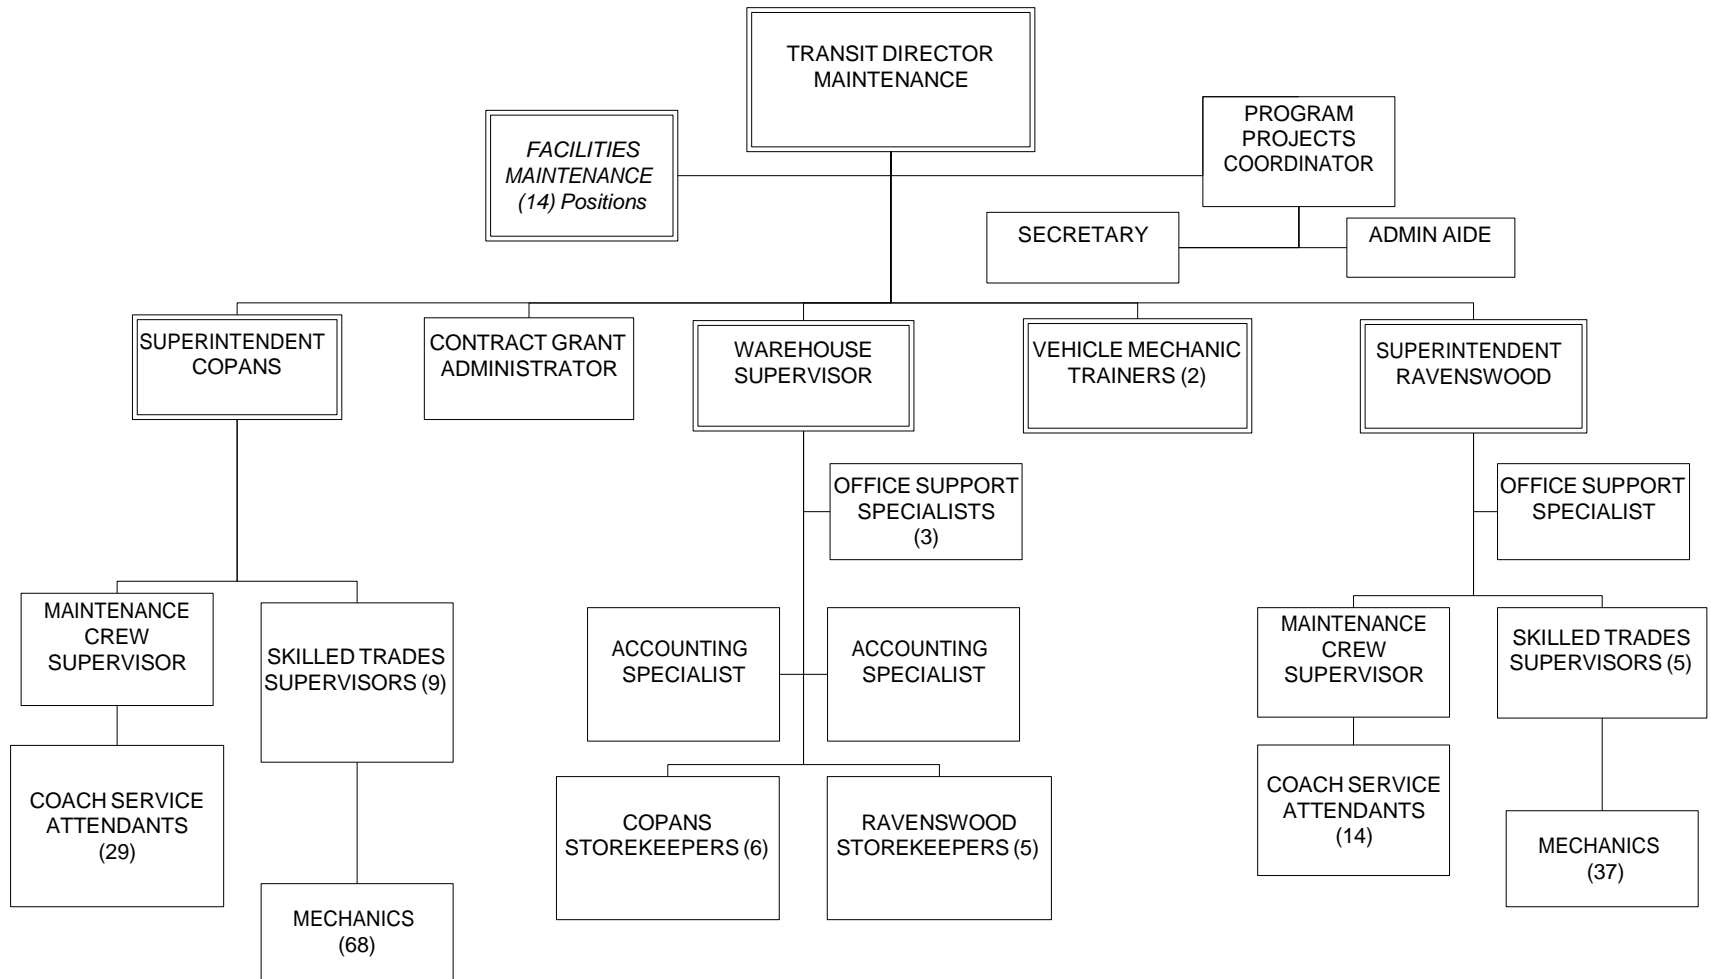 TRANSIT DIRECTOR
MAINTENANCE
FACILITIES
MAINTENANCE
(14) Positions
PROGRAM
PROJECTS
COORDINATOR
SECRETARY
ADMIN AIDE
SUPERINTENDENT
COPANS
CONTRACT GRANT
ADMINISTRATOR
WAREHOUSE
SUPERVISOR
VEHICLE MECHANIC
TRAINERS (2)
SUPERINTENDENT
RAVENSWOOD
OFFICE SUPPORT
SPECIALISTS
(3)
OFFICE SUPPORT
SPECIALIST
MAINTENANCE
CREW
SUPERVISOR
SKILLED TRADES
SUPERVISORS (9)
ACCOUNTING
SPECIALIST
ACCOUNTING
SPECIALIST
MAINTENANCE
CREW
SUPERVISOR
SKILLED TRADES
SUPERVISORS (5)
COACH SERVICE
ATTENDANTS
(29)
MECHANICS
(68)
COPANS
STOREKEEPERS (6)
RAVENSWOOD
STOREKEEPERS (5)
COACH SERVICE
ATTENDANTS
(14)
MECHANICS
(37)